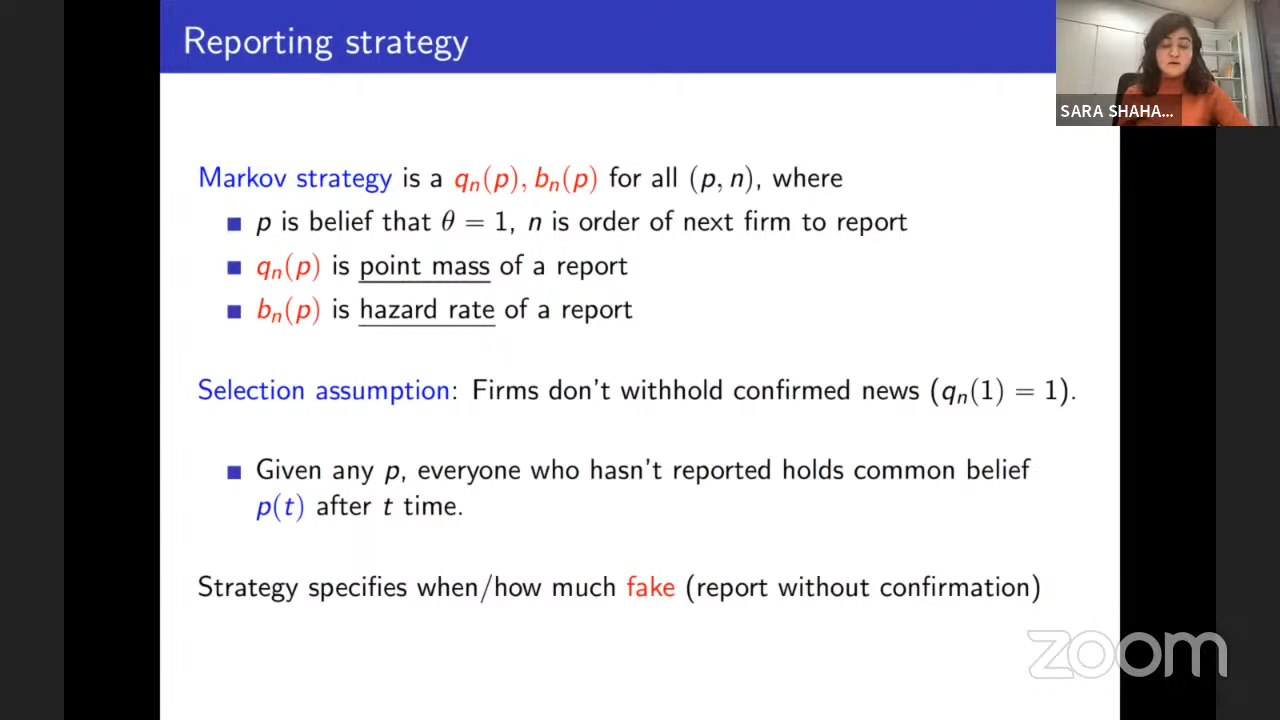 Reporting strategy
SARA SHAHA...
Markov strategy is a qₙ(p), bₙ(p) for all (p, n), where
■ p is belief that θ = 1, n is order of next firm to report
■ qₙ(p) is point mass of a report
■ bₙ(p) is hazard rate of a report
Selection assumption: Firms don't withhold confirmed news (qₙ(1) = 1).
■ Given any p, everyone who hasn't reported holds common belief
p(t) after t time.
Strategy specifies when/how much fake (report without confirmation)
zoom